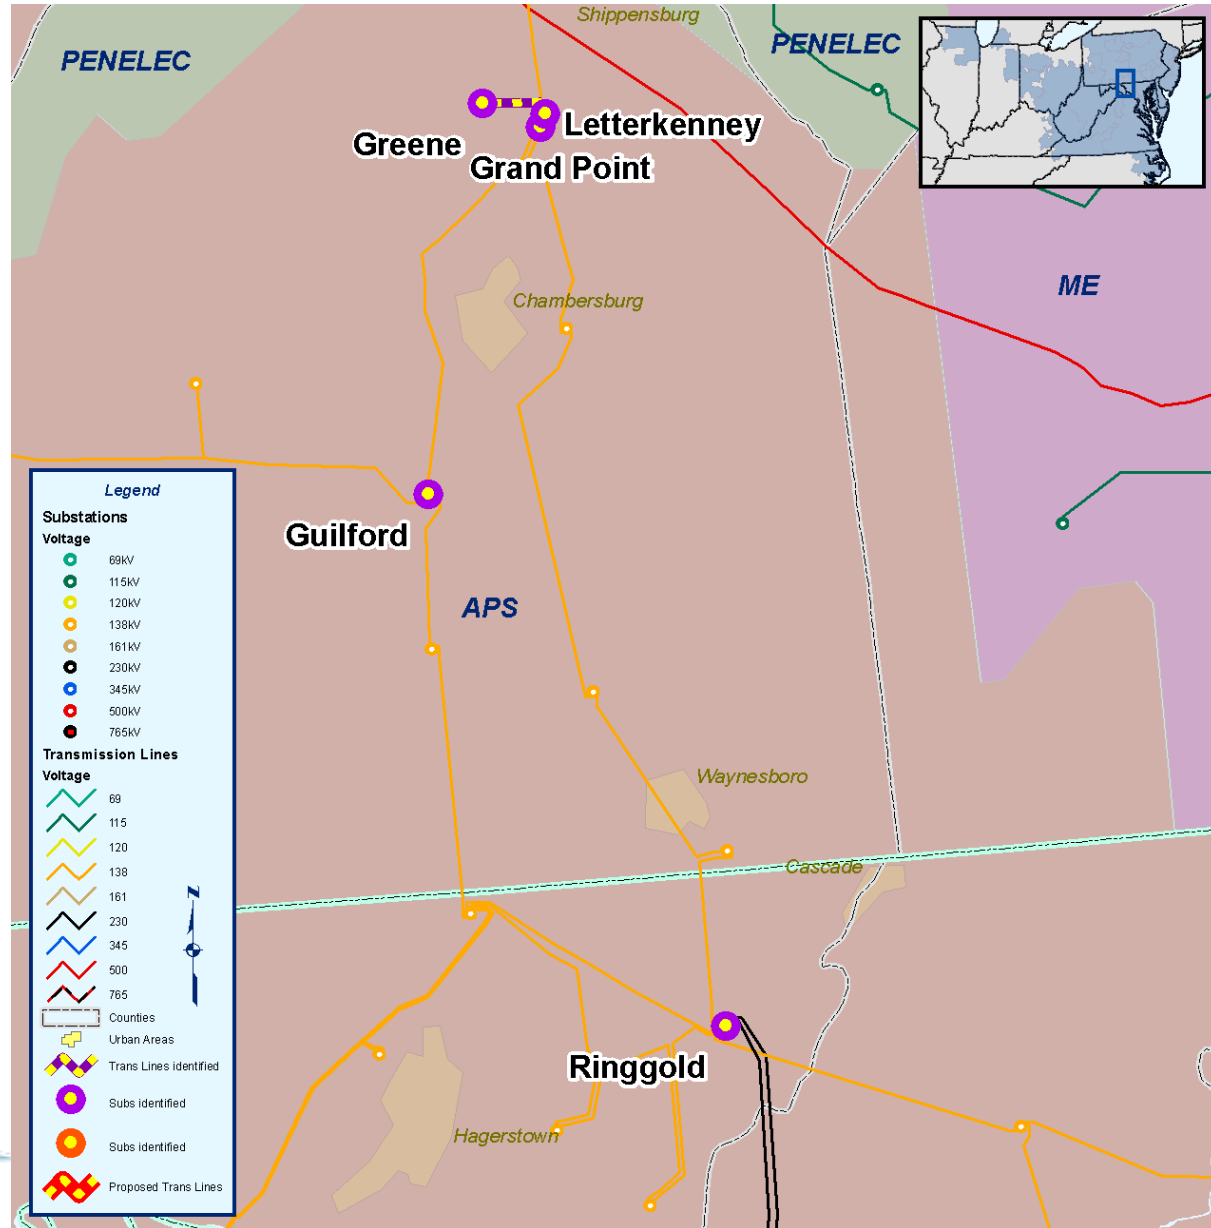 Shippensburg
PENELEC
PENELEC
Letterkenney
Greene
Grand Point
ME
Chambersburg
Guilford
APS
Waynesboro
Cascade
Ringgold
Hagerstown
Legend
Substations
Voltage
69kV
115kV
120kV
138kV
161kV
230kV
345kV
500kV
765kV
Transmission Lines
Voltage
69
115
120
138
161
230
345
500
765
N
Counties
Urban Areas
Trans Lines identified
Subs identified
Subs identified
Proposed Trans Lines